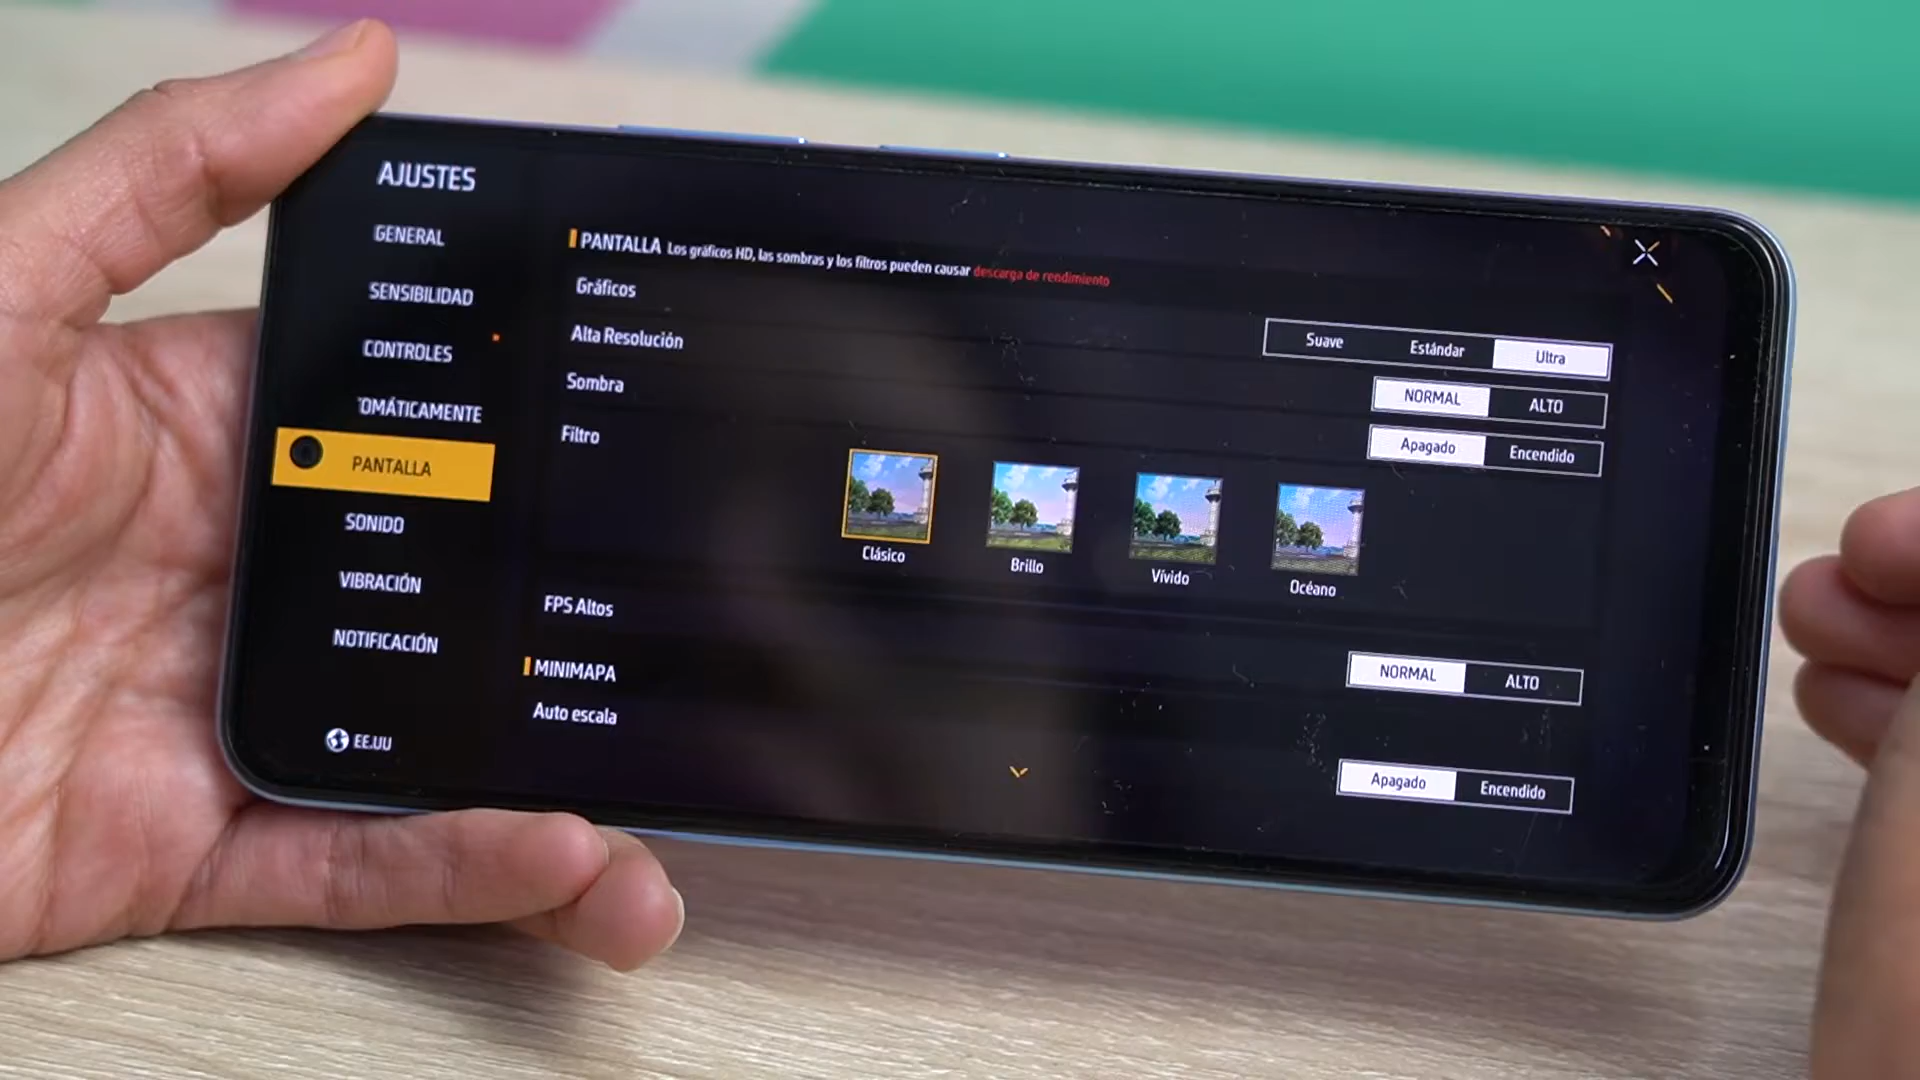 AJUSTES
GENERAL
SENSIBILIDAD
CONTROLES
OMÁTICAMENTE
PANTALLA
SONIDO
VIBRACIÓN
NOTIFICACIÓN
EE.UU
PANTALLA Los gráficos HD, las sombras y los filtros pueden causar descarga de rendimiento
Gráficos
Suave Estándar Ultra
Alta Resolución
NORMAL ALTO
Sombra
Apagado Encendido
Filtro
Clásico Brillo Vívido Océano
FPS Altos
NORMAL ALTO
MINIMAPA
Auto escala
Apagado Encendido